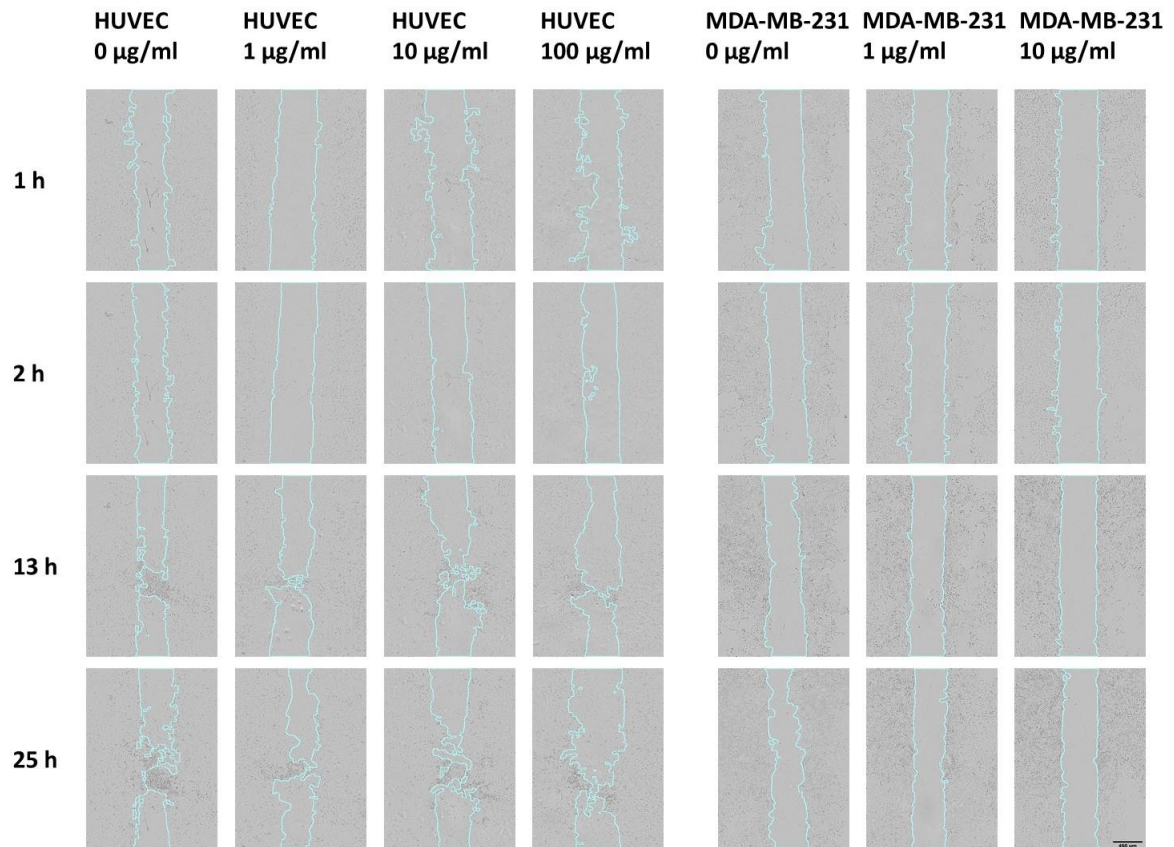 HUVEC
0 µg/ml
HUVEC
1 µg/ml
HUVEC
10 µg/ml
HUVEC
100 µg/ml
MDA-MB-231
0 µg/ml
MDA-MB-231
1 µg/ml
MDA-MB-231
10 µg/ml
1 h
2 h
13 h
25 h